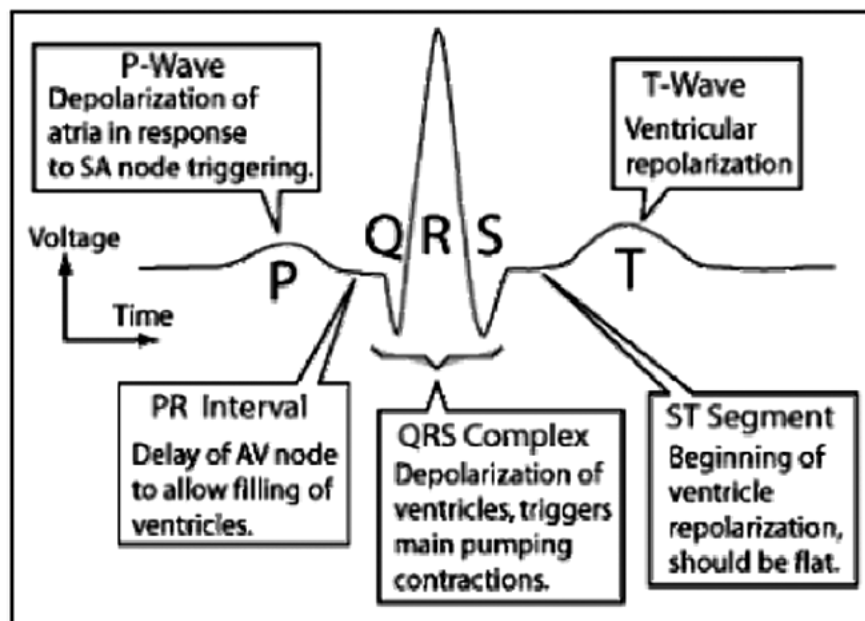 P-Wave
Depolarization of
atria in response
to SA node triggering.
T-Wave
Ventricular
repolarization
Voltage
Time
P
Q R S
T
PR Interval
Delay of AV node
to allow filling of
ventricles.
QRS Complex
Depolarization of
ventricles, triggers
main pumping
contractions.
ST Segment
Beginning of
ventricle
repolarization,
should be flat.